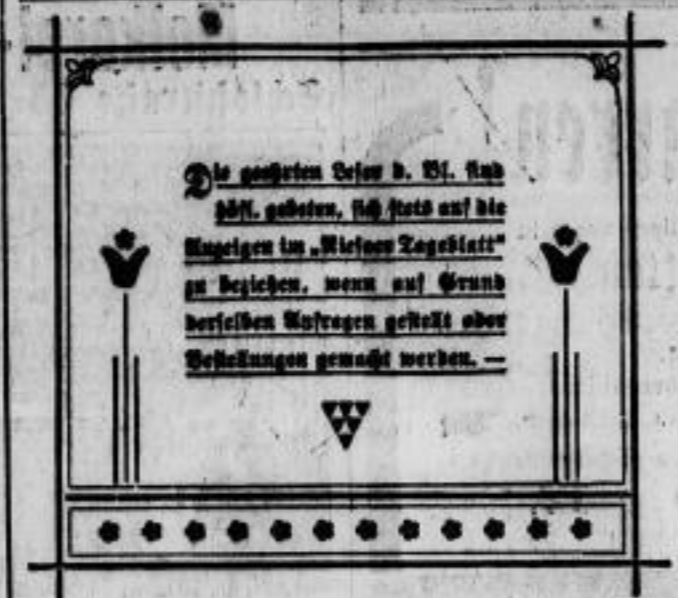 Die geehrten Leser d. Bl. sind
höfl. gebeten, sich stets auf die
Anzeigen im „Riesaer Tageblatt"
zu beziehen, wenn auf Grund
derselben Anfragen gestellt oder
Bestellungen gemacht werden. —